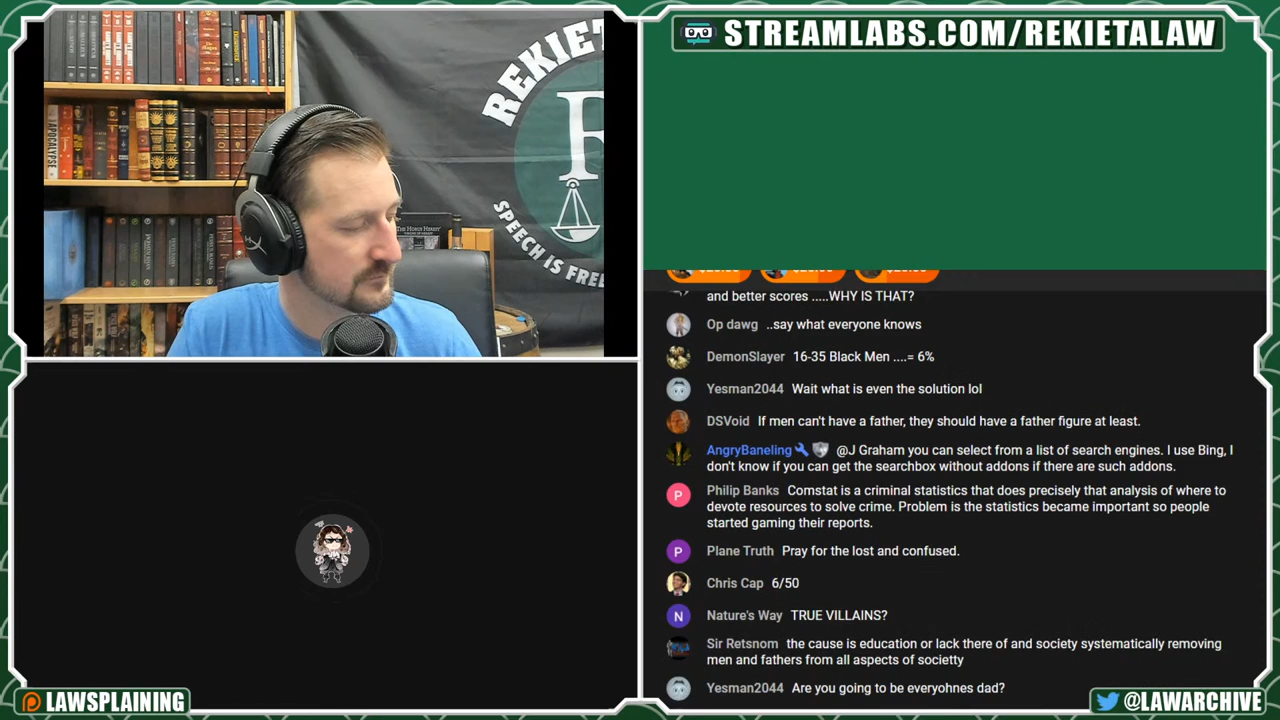 STREAMLABS.COM/REKIETALAW
REKIET
R
SPEECH IS FREE
APOCALYPSE
THE HORUS HERESY
and better scores .....WHY IS THAT?
Op dawg ..say what everyone knows
DemonSlayer 16-35 Black Men ....= 6%
Yesman2044 Wait what is even the solution lol
DSVoid If men can't have a father, they should have a father figure at least.
AngryBaneling @J Graham you can select from a list of search engines. I use Bing, I
don't know if you can get the searchbox without addons if there are such addons.
P Philip Banks Comstat is a criminal statistics that does precisely that analysis of where to
devote resources to solve crime. Problem is the statistics became important so people
started gaming their reports.
P Plane Truth Pray for the lost and confused.
Chris Cap 6/50
N Nature's Way TRUE VILLAINS?
Sir Retsnom the cause is education or lack there of and society systematically removing
men and fathers from all aspects of societty
Yesman2044 Are you going to be everyohnes dad?
LAWSPLAINING
@LAWARCHIVE